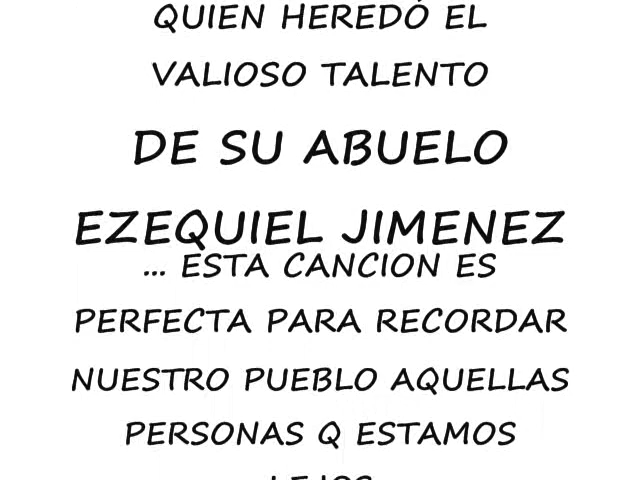 QUIEN HEREDÓ EL
VALIOSO TALENTO
DE SU ABUELO
EZEQUIEL JIMENEZ
... ESTA CANCION ES
PERFECTA PARA RECORDAR
NUESTRO PUEBLO AQUELLAS
PERSONAS Q ESTAMOS